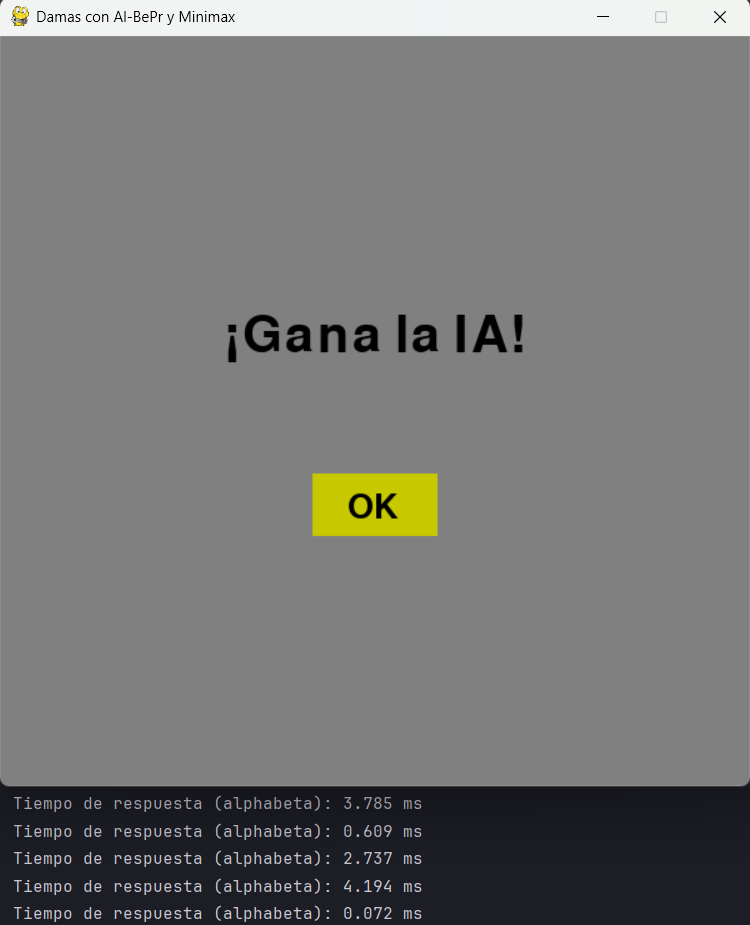 Damas con Al-BePr y Minimax
¡Gana la IA!
OK
Tiempo de respuesta (alphabeta): 3.785 ms
Tiempo de respuesta (alphabeta): 0.609 ms
Tiempo de respuesta (alphabeta): 2.737 ms
Tiempo de respuesta (alphabeta): 4.194 ms
Tiempo de respuesta (alphabeta): 0.072 ms